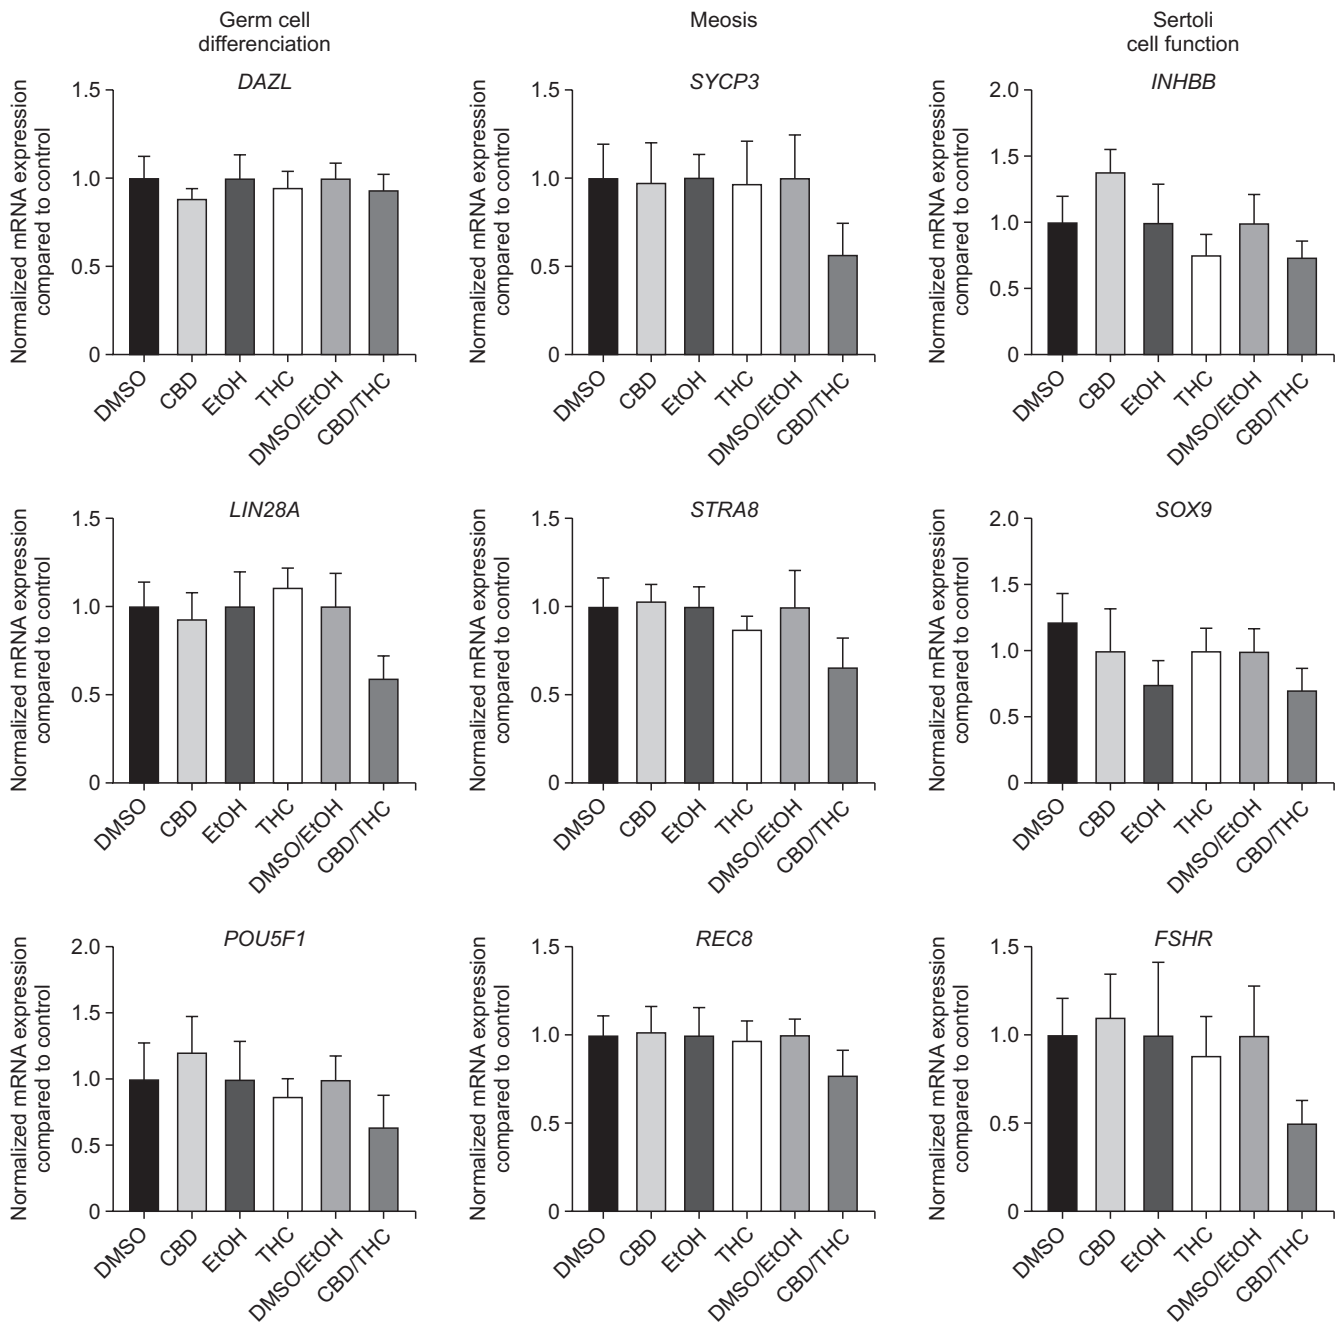 Germ cell
differenciation
Meosis
Sertoli
cell function
DAZL
Normalized mRNA expression
compared to control
1.5
1.0
0.5
0
DMSO
CBD
EtOH
THC
DMSO/EtOH
CBD/THC
SYCP3
Normalized mRNA expression
compared to control
1.5
1.0
0.5
0
DMSO
CBD
EtOH
THC
DMSO/EtOH
CBD/THC
INHBB
Normalized mRNA expression
compared to control
2.0
1.5
1.0
0.5
0
DMSO
CBD
EtOH
THC
DMSO/EtOH
CBD/THC
LIN28A
Normalized mRNA expression
compared to control
1.5
1.0
0.5
0
DMSO
CBD
EtOH
THC
DMSO/EtOH
CBD/THC
STRA8
Normalized mRNA expression
compared to control
1.5
1.0
0.5
0
DMSO
CBD
EtOH
THC
DMSO/EtOH
CBD/THC
SOX9
Normalized mRNA expression
compared to control
2.0
1.5
1.0
0.5
0
DMSO
CBD
EtOH
THC
DMSO/EtOH
CBD/THC
POU5F1
Normalized mRNA expression
compared to control
2.0
1.5
1.0
0.5
0
DMSO
CBD
EtOH
THC
DMSO/EtOH
CBD/THC
REC8
Normalized mRNA expression
compared to control
1.5
1.0
0.5
0
DMSO
CBD
EtOH
THC
DMSO/EtOH
CBD/THC
FSHR
Normalized mRNA expression
compared to control
1.5
1.0
0.5
0
DMSO
CBD
EtOH
THC
DMSO/EtOH
CBD/THC